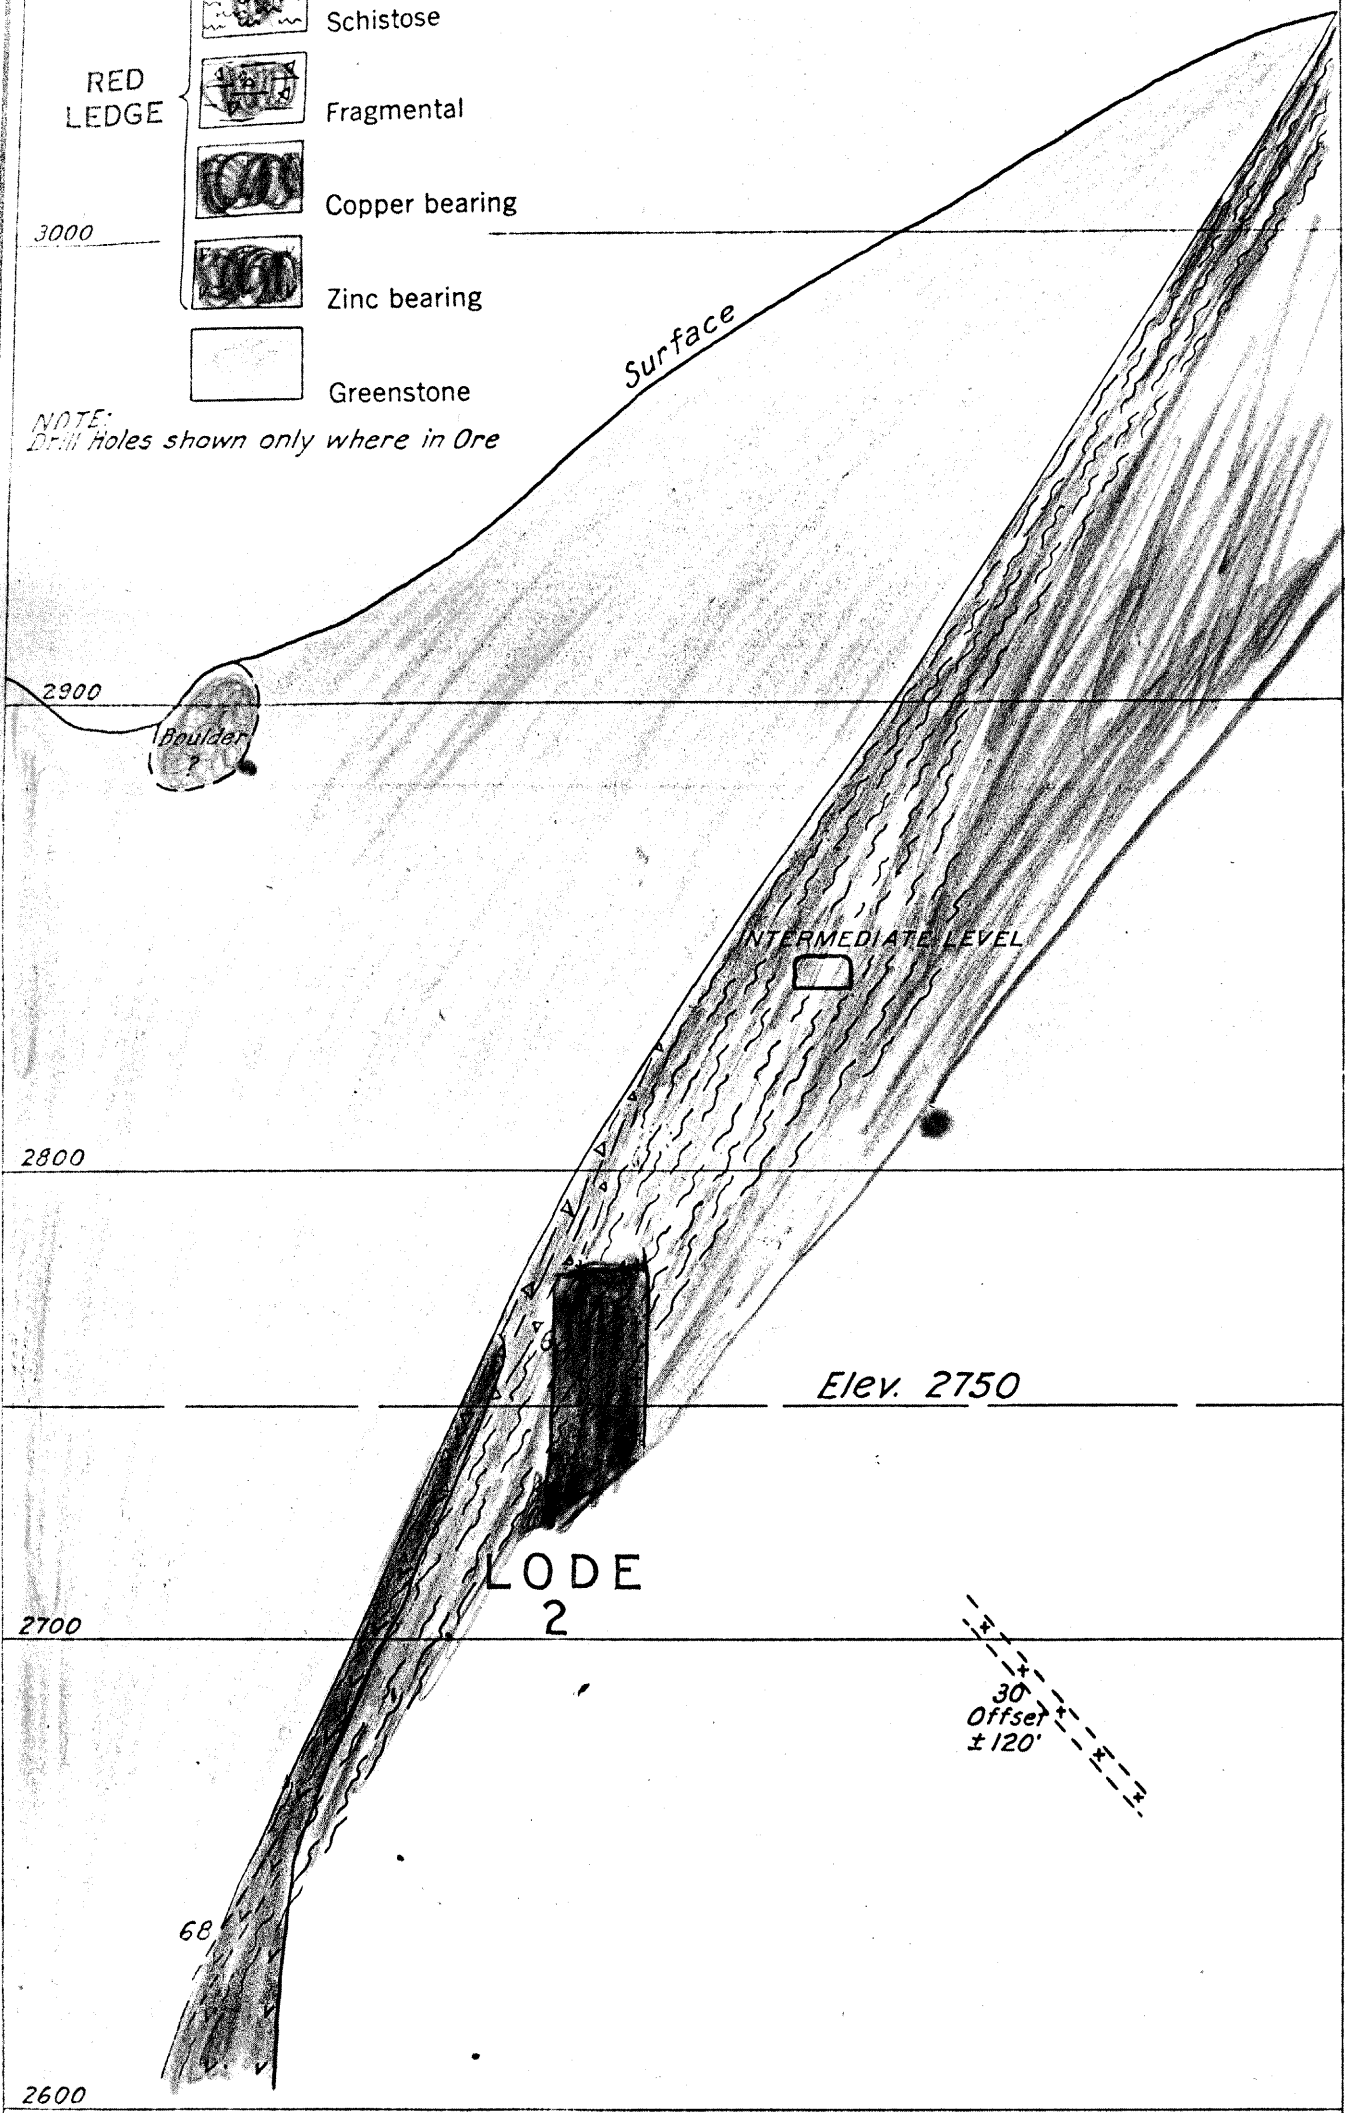 Schistose
RED
LEDGE
Fragmental
Copper bearing
3000
Zinc bearing
Surface
Greenstone
NOTE:
Drill Holes shown only where in Ore
2900
Boulder
?
INTERMEDIATE LEVEL
2800
Elev. 2750
LODE
2
2700
30
Offset
± 120'
68
2600